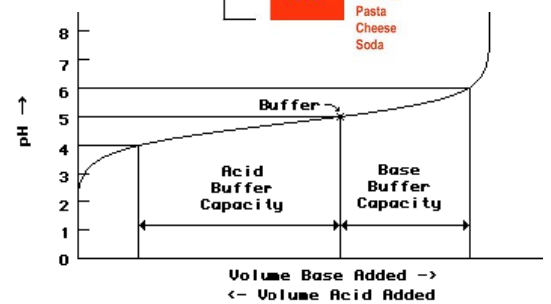 Pasta
Cheese
Soda
8
7
6
5
4
3
2
1
0
pH →
Buffer
Acid
Buffer
Capacity
Base
Buffer
Capacity
Volume Base Added –>
<– Volume Acid Added